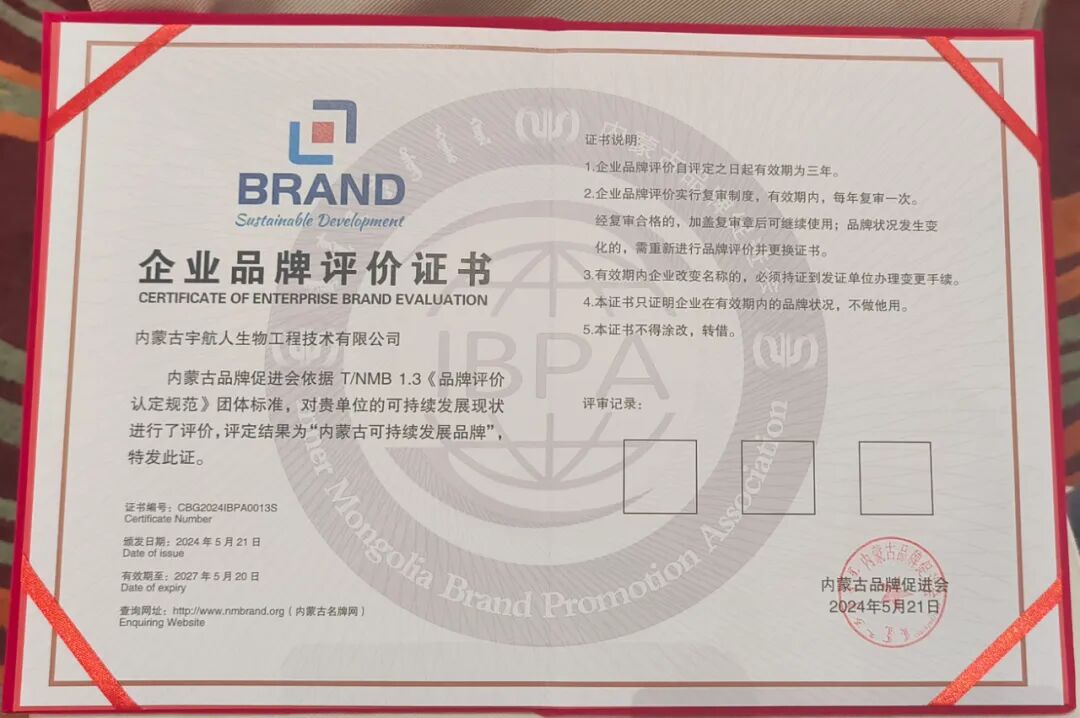 BRAND
Sustainable Development
企业品牌评价证书
CERTIFICATE OF ENTERPRISE BRAND EVALUATION
内蒙古宇航人生物工程技术有限公司
内蒙古品牌促进会依据 T/NMB 1.3《品牌评价
认定规范》团体标准，对贵单位的可持续发展现状
进行了评价，评定结果为“内蒙古可持续发展品牌”，
特发此证。
证书编号：CBG2024IBPA0013S
Certificate Number
颁发日期：2024 年 5 月 21 日
Date of issue
有效期至：2027 年 5 月 20 日
Date of expiry
查询网址：http://www.nmbrand.org（内蒙古名牌网）
Enquiring Website
证书说明：
1.企业品牌评价自评定之日起有效期为三年。
2.企业品牌评价实行复审制度，有效期内，每年复审一次。
经复审合格的，加盖复审章后可继续使用；品牌状况发生变
化的，需重新进行品牌评价并更换证书。
3.有效期内企业改变名称的，必须持证到发证单位办理变更手续。
4.本证书只证明企业在有效期内的品牌状况，不做他用。
5.本证书不得涂改，转借。
评审记录：
内蒙古品牌促进会
2024年5月21日
IBPA
Inner Mongolia Brand Promotion Association